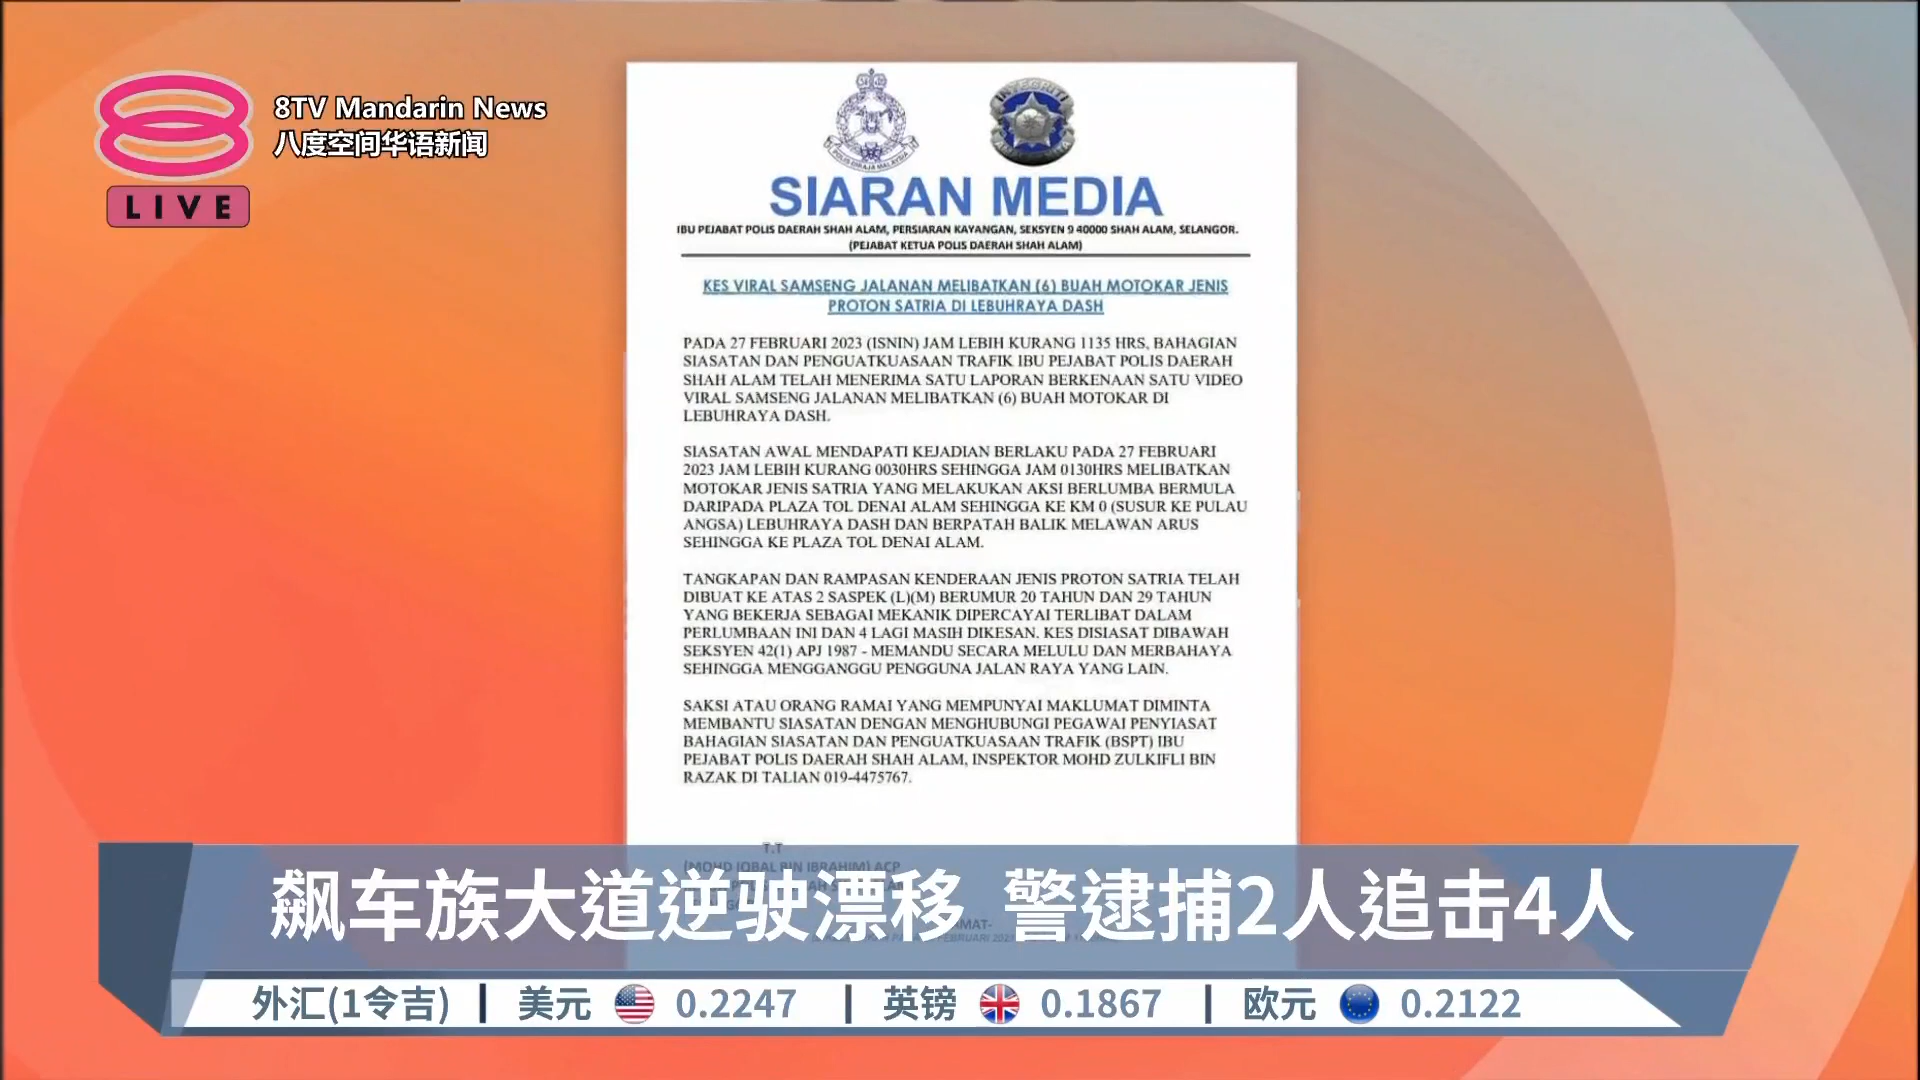 8TV Mandarin News
八度空间华语新闻
LIVE
POLIS DIRAJA MALAYSIA
INTEGRITI
SIARAN MEDIA
IBU PEJABAT POLIS DAERAH SHAH ALAM, PERSIARAN KAYANGAN, SEKSYEN 9 40000 SHAH ALAM, SELANGOR.
(PEJABAT KETUA POLIS DAERAH SHAH ALAM)
KES VIRAL SAMSENG JALANAN MELIBATKAN (6) BUAH MOTOKAR JENIS
PROTON SATRIA DI LEBUHRAYA DASH
PADA 27 FEBRUARI 2023 (ISNIN) JAM LEBIH KURANG 1135 HRS, BAHAGIAN
SIASATAN DAN PENGUATKUASAAN TRAFIK IBU PEJABAT POLIS DAERAH
SHAH ALAM TELAH MENERIMA SATU LAPORAN BERKENAAN SATU VIDEO
VIRAL SAMSENG JALANAN MELIBATKAN (6) BUAH MOTOKAR DI
LEBUHRAYA DASH.
SIASATAN AWAL MENDAPATI KEJADIAN BERLAKU PADA 27 FEBRUARI
2023 JAM LEBIH KURANG 0030HRS SEHINGGA JAM 0130HRS MELIBATKAN
MOTOKAR JENIS SATRIA YANG MELAKUKAN AKSI BERLUMBA BERMULA
DARIPADA PLAZA TOL DENAI ALAM SEHINGGA KE KM 0 (SUSUR KE PULAU
ANGSA) LEBUHRAYA DASH DAN BERPATAH BALIK MELAWAN ARUS
SEHINGGA KE PLAZA TOL DENAI ALAM.
TANGKAPAN DAN RAMPASAN KENDERAAN JENIS PROTON SATRIA TELAH
DIBUAT KE ATAS 2 SASPEK (L)(M) BERUMUR 20 TAHUN DAN 29 TAHUN
YANG BEKERJA SEBAGAI MEKANIK DIPERCAYAI TERLIBAT DALAM
PERLUMBAAN INI DAN 4 LAGI MASIH DIKESAN. KES DISIASAT DIBAWAH
SEKSYEN 42(1) APJ 1987 - MEMANDU SECARA MELULU DAN MERBAHAYA
SEHINGGA MENGGANGGU PENGGUNA JALAN RAYA YANG LAIN.
SAKSI ATAU ORANG RAMAI YANG MEMPUNYAI MAKLUMAT DIMINTA
MEMBANTU SIASATAN DENGAN MENGHUBUNGI PEGAWAI PENYIASAT
BAHAGIAN SIASATAN DAN PENGUATKUASAAN TRAFIK (BSPT) IBU
PEJABAT POLIS DAERAH SHAH ALAM, INSPEKTOR MOHD ZULKIFLI BIN
RAZAK DI TALIAN 019-4475767.
T.T
(MOHD IQBAL BIN IBRAHIM) ACP
飙车族大道逆驶漂移 警逮捕2人追击4人
外汇(1令吉) | 美元 0.2247 | 英镑 0.1867 | 欧元 0.2122